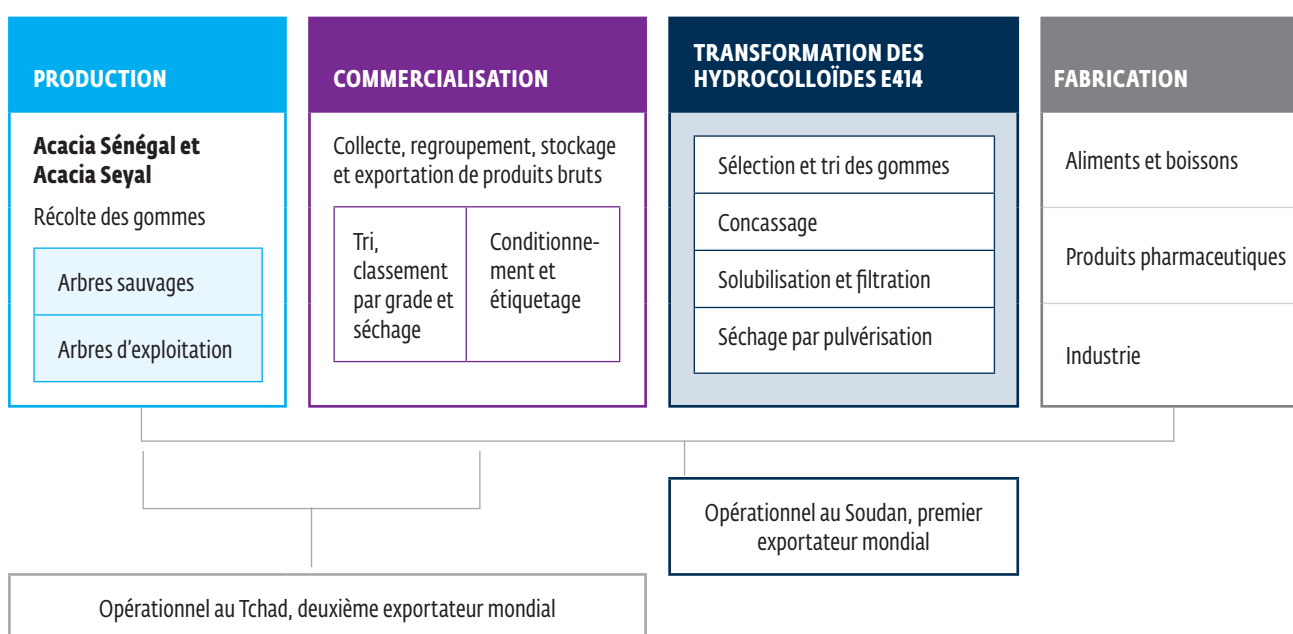 PRODUCTION
Acacia Sénégal et
Acacia Seyal
Récolte des gommes
Arbres sauvages
Arbres d'exploitation
COMMERCIALISATION
Collecte, regroupement, stockage
et exportation de produits bruts
Tri,
classement
par grade et
séchage
Conditionne-
ment et
étiquetage
TRANSFORMATION DES
HYDROCOLLOÏDES E414
Sélection et tri des gommes
Concassage
Solubilisation et filtration
Séchage par pulvérisation
FABRICATION
Aliments et boissons
Produits pharmaceutiques
Industrie
Opérationnel au Soudan, premier
exportateur mondial
Opérationnel au Tchad, deuxième exportateur mondial